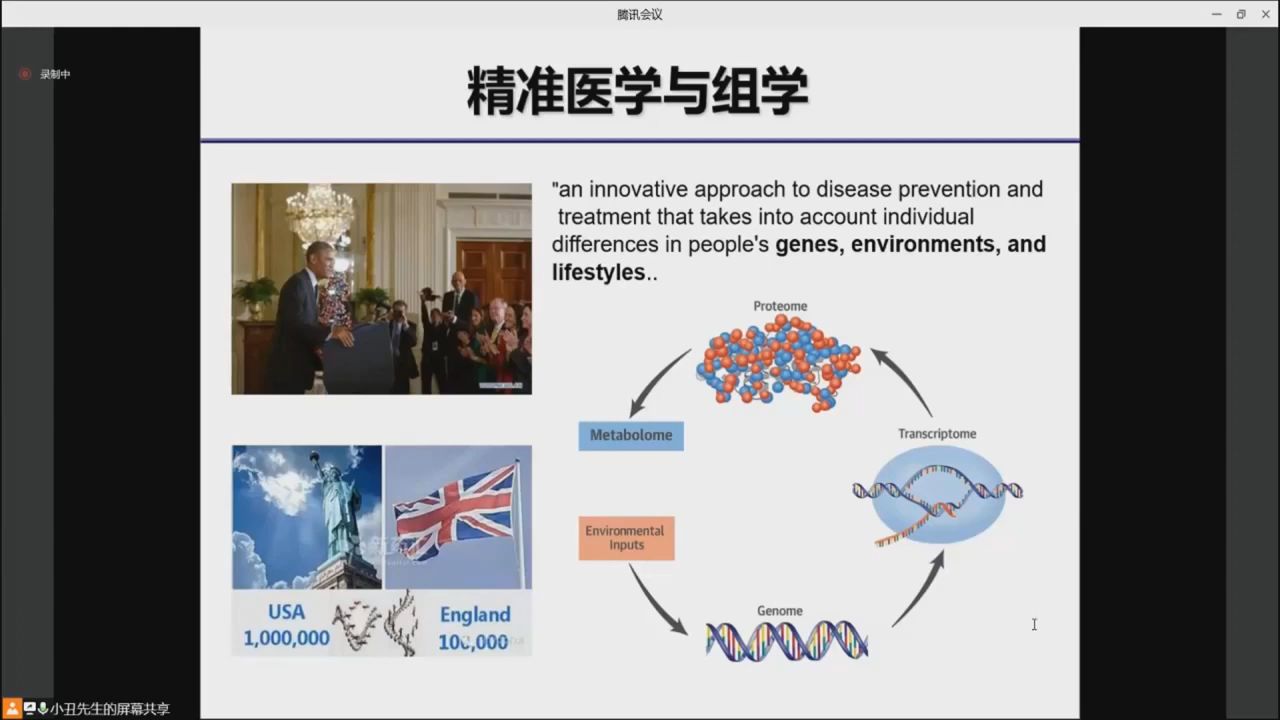 腾讯会议
录制中
精准医学与组学
"an innovative approach to disease prevention and
treatment that takes into account individual
differences in people's genes, environments, and
lifestyles..
Proteome
Metabolome
Transcriptome
Environmental
Inputs
Genome
USA
1,000,000
England
100,000
小丑先生的屏幕共享